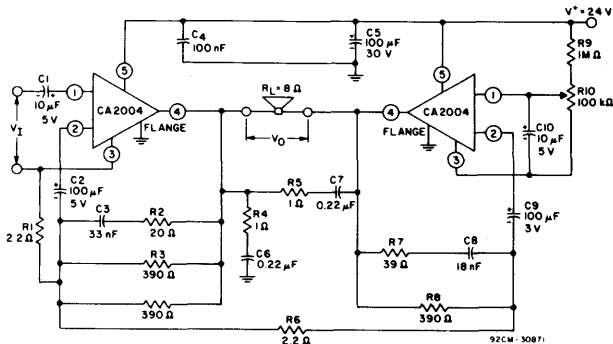 V⁺ = 24 V
C4
100 nF
C5
100 μF
30 V
R9
1MΩ
C1
10 μF
5 V
1
5
CA2004
4
FLANGE
2
3
V_I
R_L = 8 Ω
V_O
5
4
CA2004
FLANGE
1
2
3
R10
100 kΩ
C10
10 μF
5 V
C2
100 μF
5 V
C3
33 nF
R2
20 Ω
R1
2.2 Ω
R3
390 Ω
390 Ω
R4
1Ω
C6
0.22 μF
R5
1Ω
C7
0.22 μF
C9
100 μF
3 V
R7
39 Ω
C8
18 nF
R8
390 Ω
R6
2.2 Ω
92CM-30871